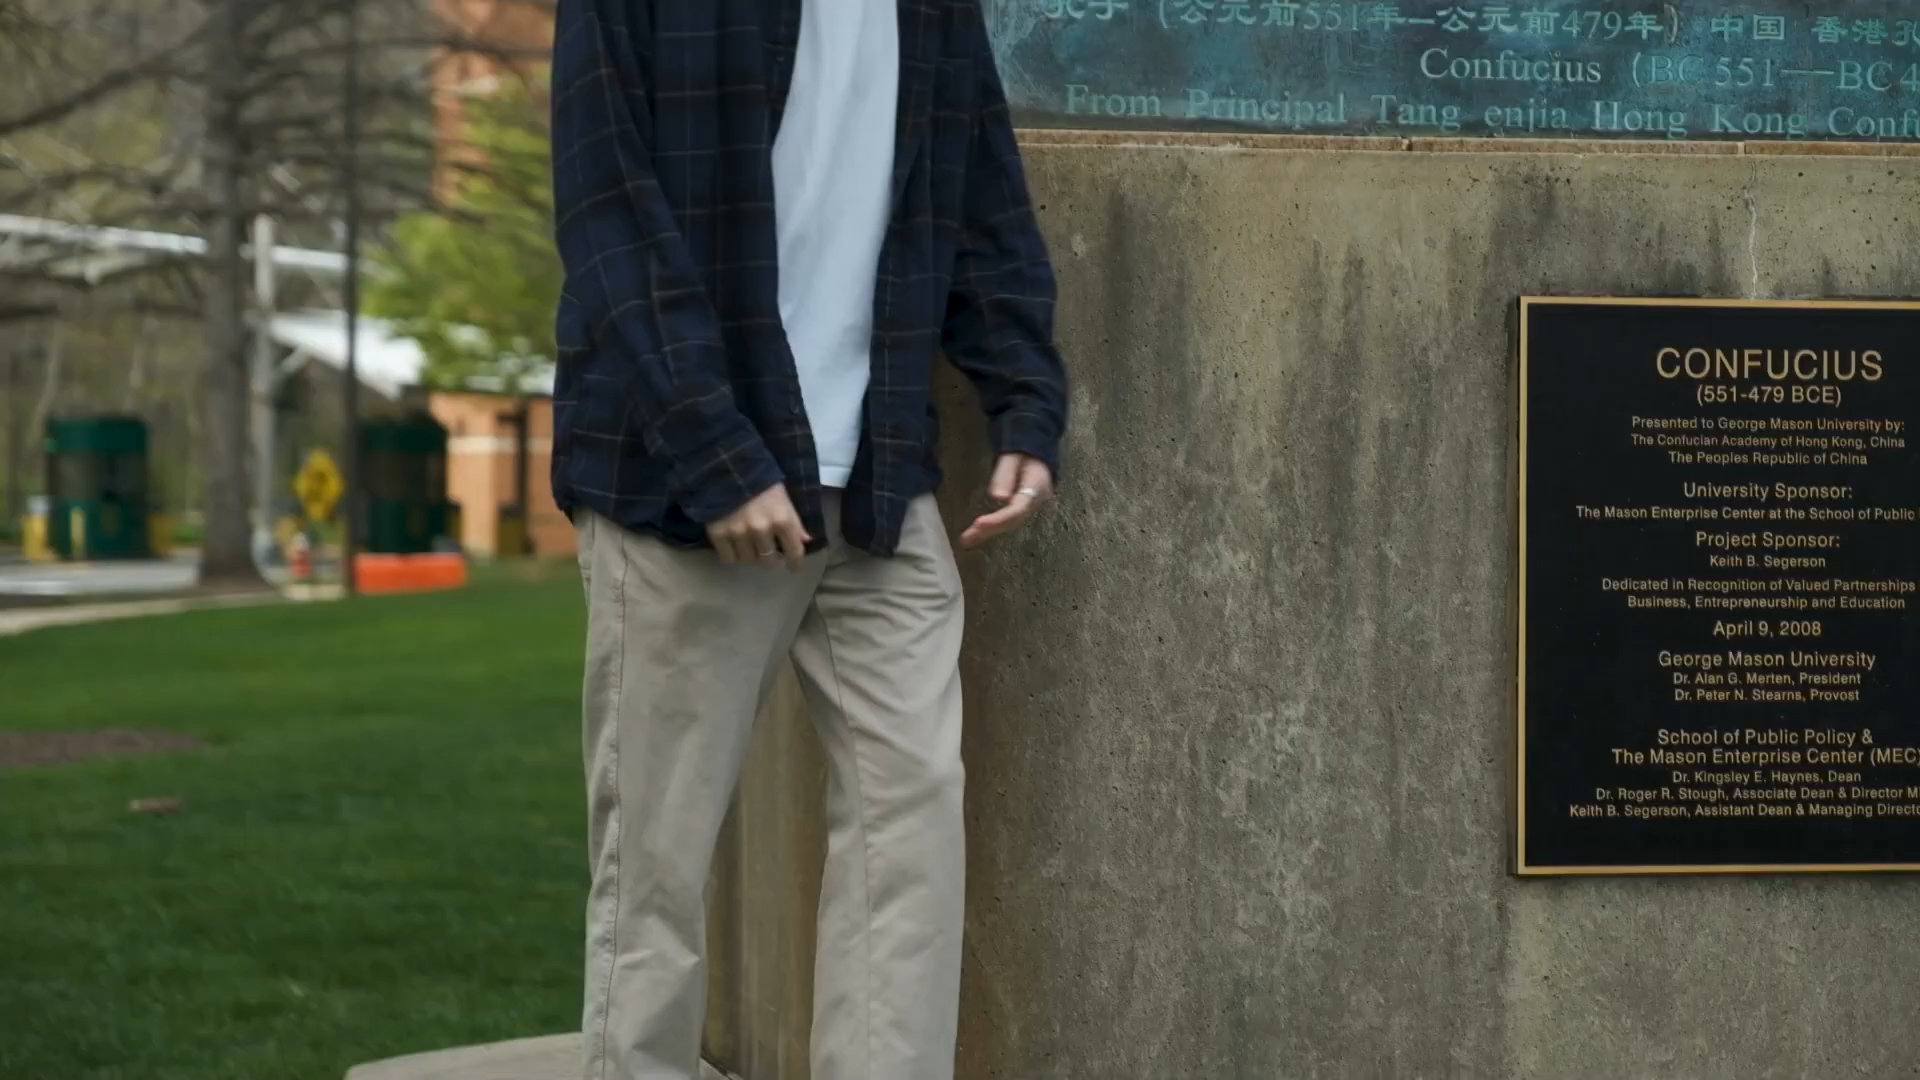 孔子 (公元前551年—公元前479年) 中国 香港孔
Confucius (BC 551—BC 4
From Principal Tang enjia Hong Kong Confu
CONFUCIUS
(551-479 BCE)
Presented to George Mason University by:
The Confucian Academy of Hong Kong, China
The Peoples Republic of China
University Sponsor:
The Mason Enterprise Center at the School of Public
Project Sponsor:
Keith B. Segerson
Dedicated in Recognition of Valued Partnerships
Business, Entrepreneurship and Education
April 9, 2008
George Mason University
Dr. Alan G. Merten, President
Dr. Peter N. Stearns, Provost
School of Public Policy &
The Mason Enterprise Center (MEC)
Dr. Kingsley E. Haynes, Dean
Dr. Roger R. Stough, Associate Dean & Director M
Keith B. Segerson, Assistant Dean & Managing Directo